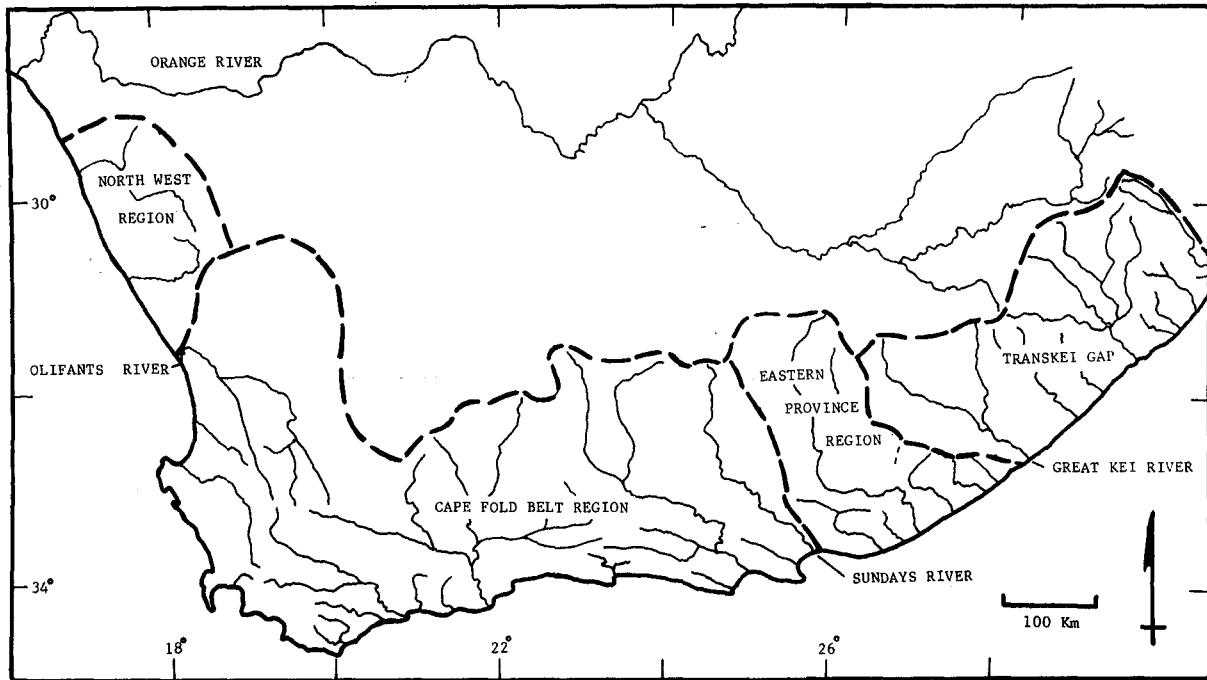 ORANGE RIVER
NORTH WEST
REGION
30°
OLIFANTS RIVER
TRANSKEI GAP
EASTERN
PROVINCE
REGION
GREAT KEI RIVER
CAPE FOLD BELT REGION
SUNDAYS RIVER
34°
100 Km
18°
22°
26°